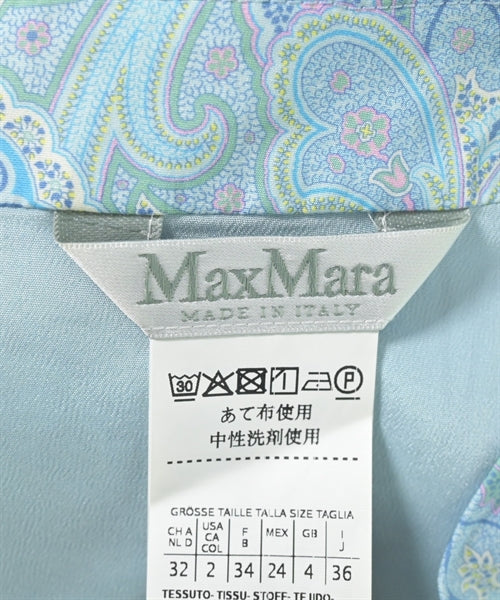 MaxMara
MADE IN ITALY
30 P
あて布使用
中性洗剤使用
GRÖSSE TAILLE TALLA SIZE TAGLIA
CH A USA F MEX GB I
NL D CA B J
COL
32 2 34 24 4 36
TESSUTO- TISSU- STOFF- TEJIDO-